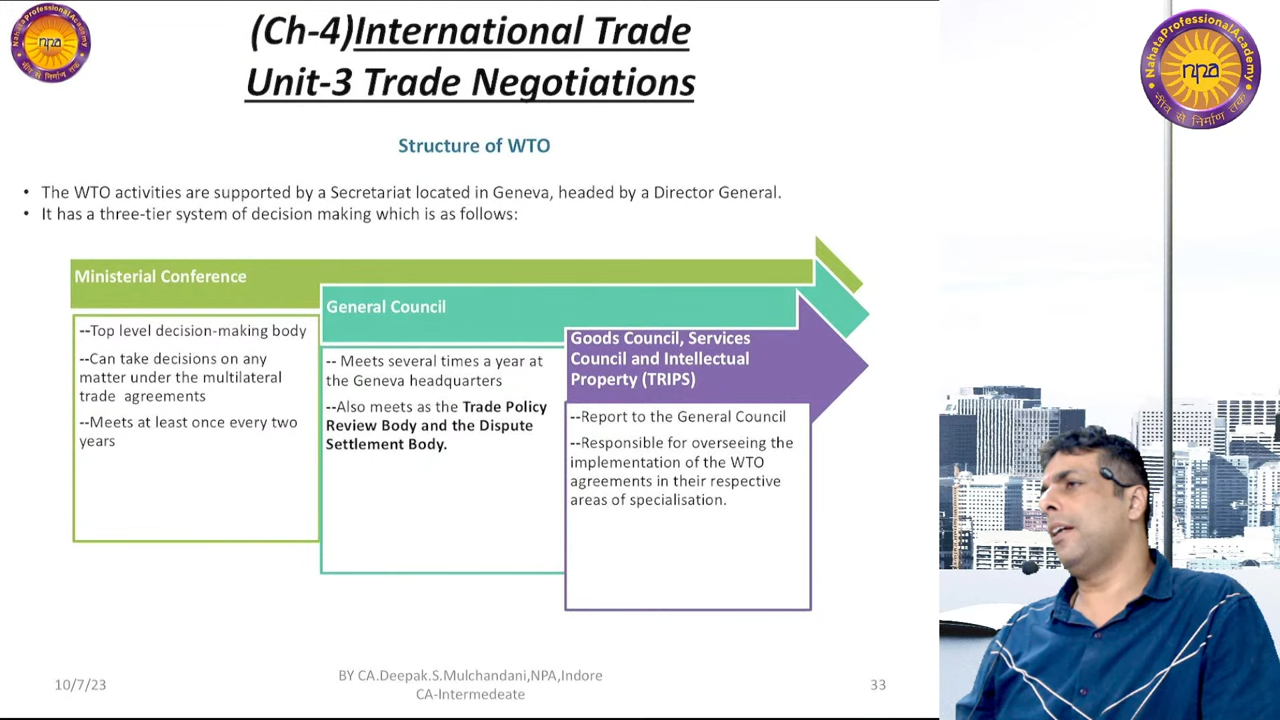 (Ch-4)International Trade
Unit-3 Trade Negotiations
NahataProfessionalAcademy
npa
नींव से निर्माण तक
NahataProfessionalAcademy
npa
नींव से निर्माण तक
Structure of WTO
• The WTO activities are supported by a Secretariat located in Geneva, headed by a Director General.
• It has a three-tier system of decision making which is as follows:
Ministerial Conference
--Top level decision-making body
--Can take decisions on any
matter under the multilateral
trade agreements
--Meets at least once every two
years
General Council
-- Meets several times a year at
the Geneva headquarters
--Also meets as the Trade Policy
Review Body and the Dispute
Settlement Body.
Goods Council, Services
Council and Intellectual
Property (TRIPS)
--Report to the General Council
--Responsible for overseeing the
implementation of the WTO
agreements in their respective
areas of specialisation.
10/7/23
BY CA.Deepak.S.Mulchandani,NPA,Indore
CA-Intermedeate
33